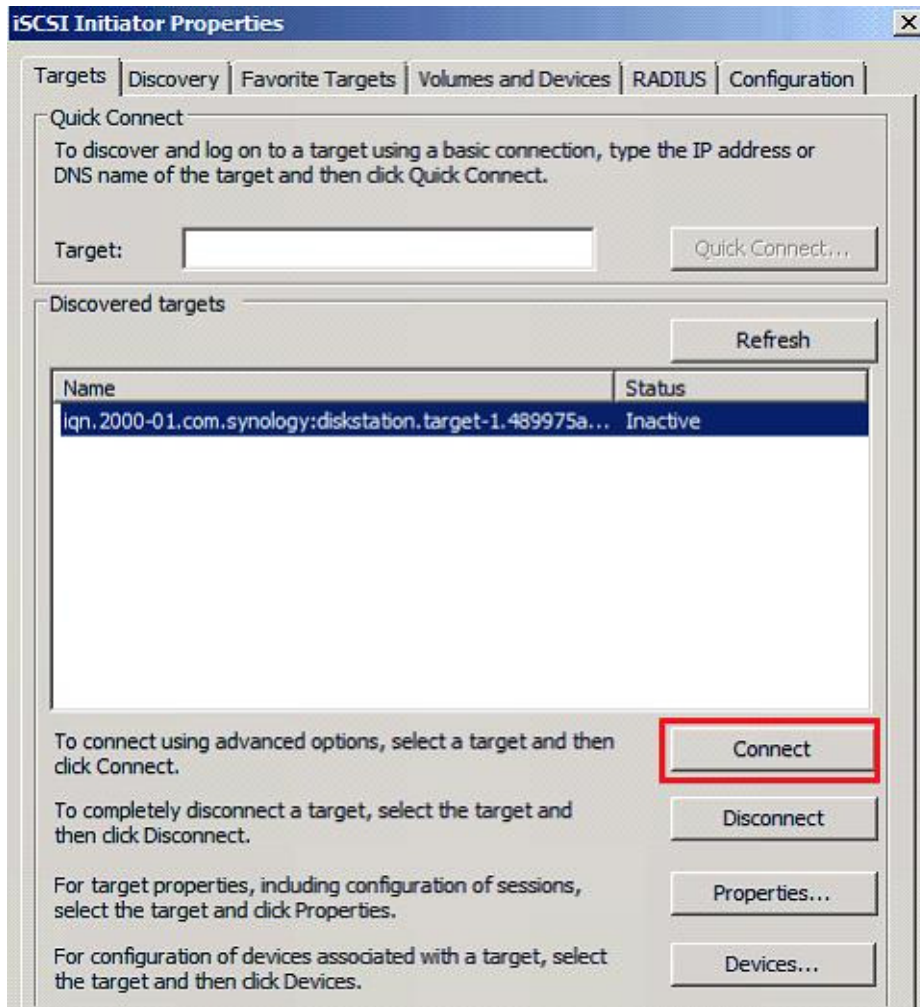 iSCSI Initiator Properties
Targets Discovery Favorite Targets Volumes and Devices RADIUS Configuration
Quick Connect
To discover and log on to a target using a basic connection, type the IP address or
DNS name of the target and then click Quick Connect.
Target: Quick Connect...
Discovered targets
Refresh
Name Status
iqn.2000-01.com.synology:diskstation.target-1.489975a... Inactive
To connect using advanced options, select a target and then
click Connect.
Connect
To completely disconnect a target, select the target and
then click Disconnect.
Disconnect
For target properties, including configuration of sessions,
select the target and click Properties.
Properties...
For configuration of devices associated with a target, select
the target and then click Devices.
Devices...